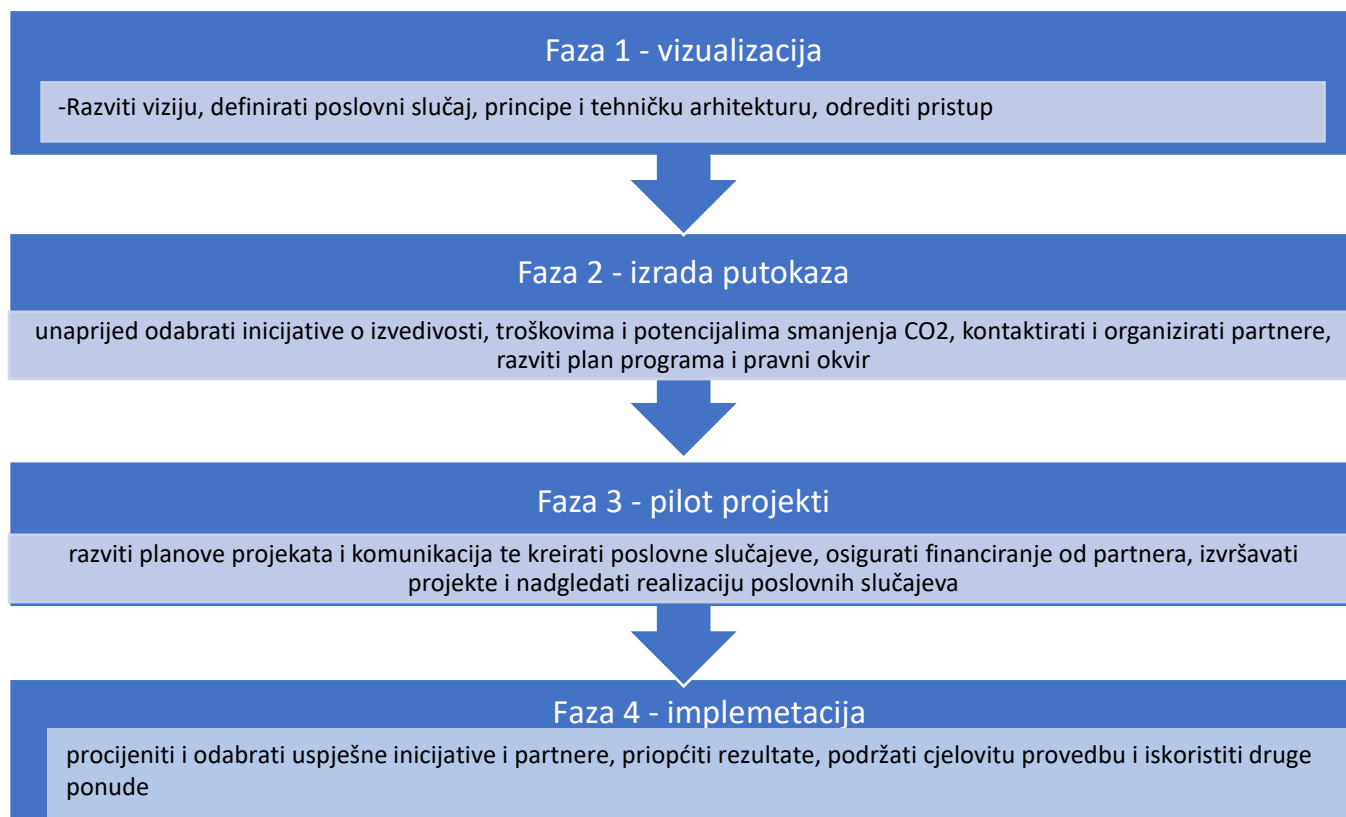 Faza 1 - vizualizacija
-Razviti viziju, definirati poslovni slučaj, principe i tehničku arhitekturu, odrediti pristup
Faza 2 - izrada putokaza
unaprijed odabrati inicijative o izvedivosti, troškovima i potencijalima smanjenja CO2, kontaktirati i organizirati partnere,
razviti plan programa i pravni okvir
Faza 3 - pilot projekti
razviti planove projekata i komunikacija te kreirati poslovne slučajeve, osigurati financiranje od partnera, izvršavati
projekte i nadgledati realizaciju poslovnih slučajeva
Faza 4 - implemetacija
procijeniti i odabrati uspješne inicijative i partnere, priopćiti rezultate, podržati cjelovitu provedbu i iskoristiti druge
ponude